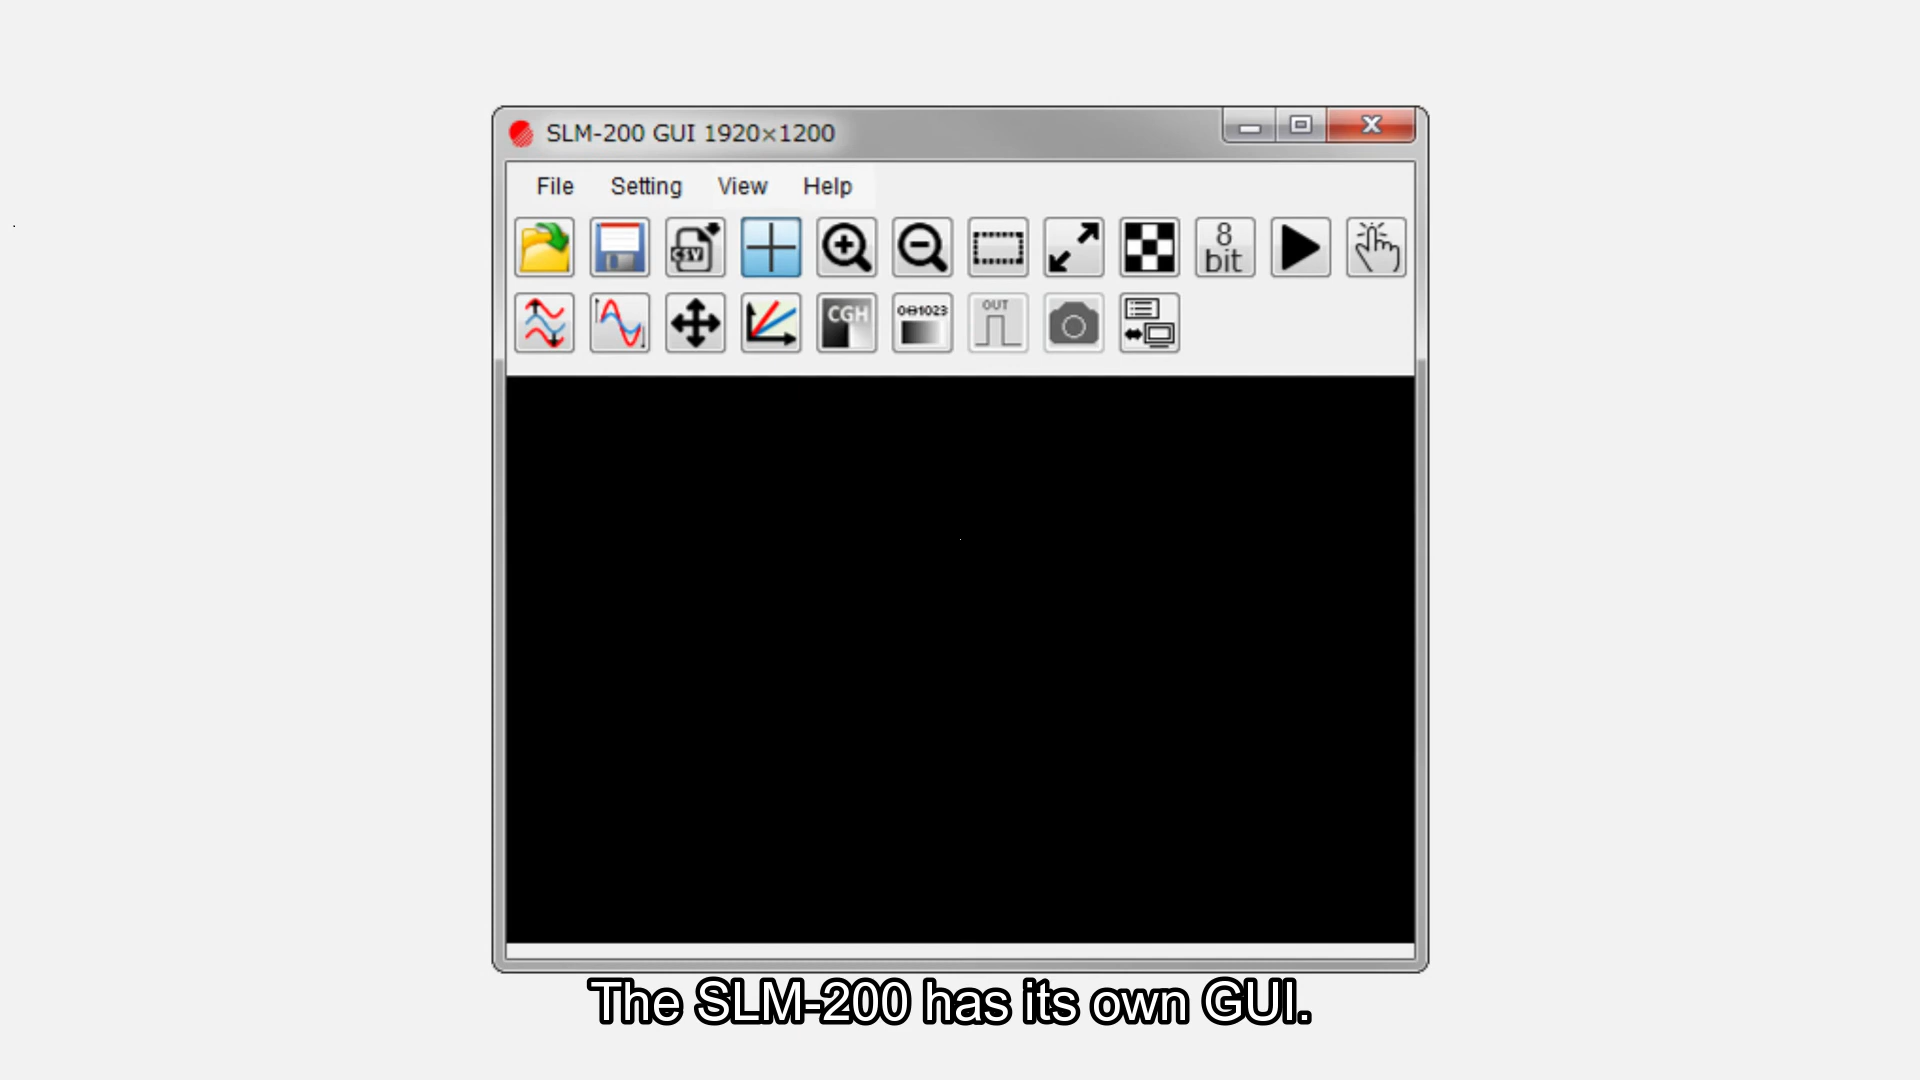 SLM-200 GUI 1920×1200
File Setting View Help
CSV
8
bit
CGH
0⇔1023
OUT
The SLM-200 has its own GUI.